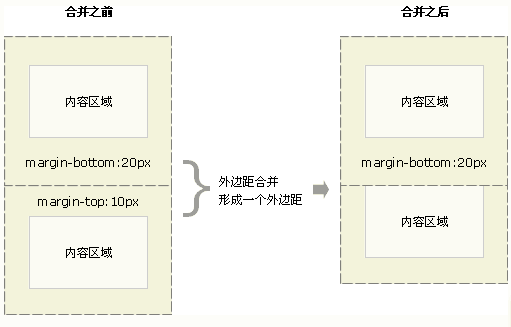 合并之前
合并之后
内容区域
内容区域
margin-bottom:20px
margin-bottom:20px
外边距合并
形成一个外边距
margin-top:10px
内容区域
内容区域